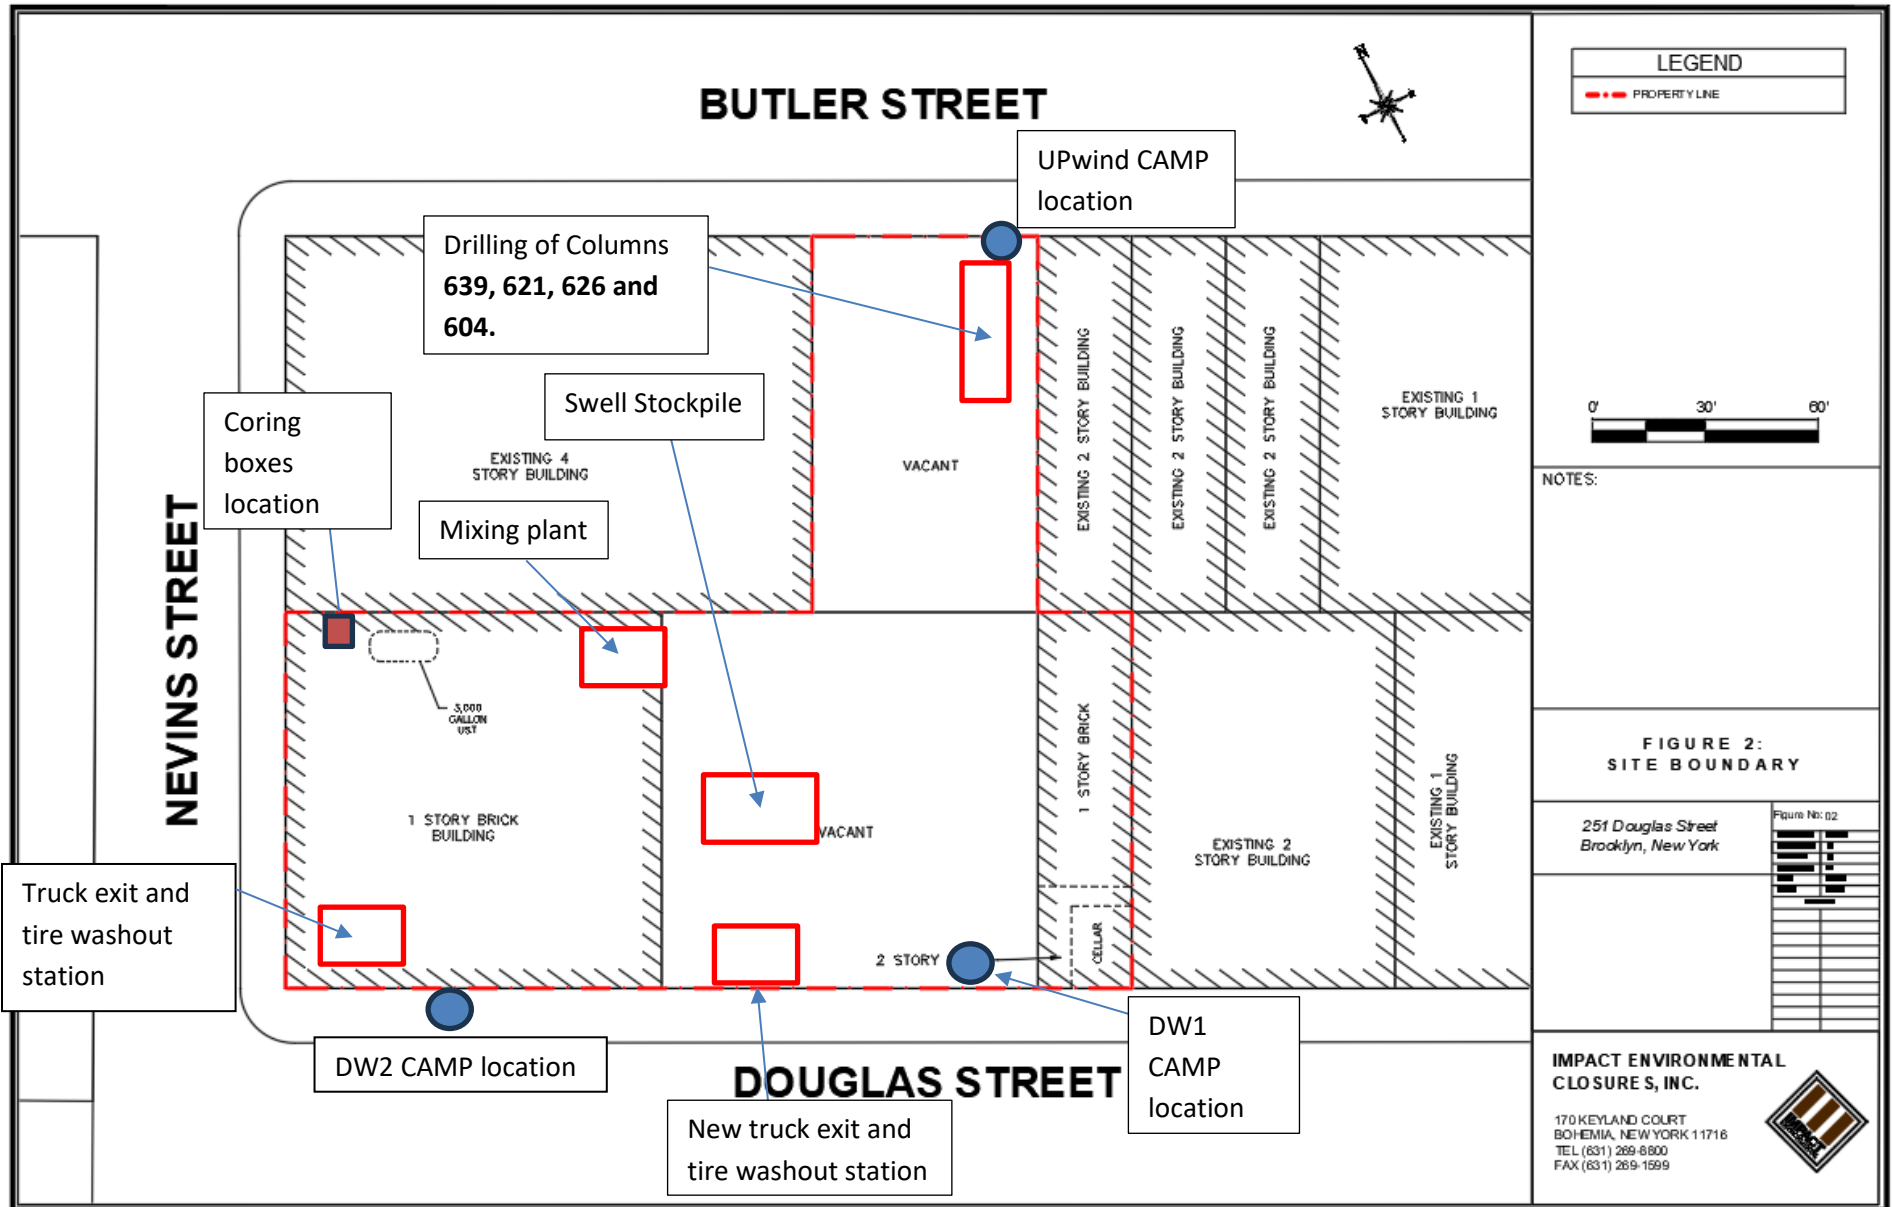 BUTLER STREET
UPwind CAMP
location
Drilling of Columns
639, 621, 626 and
604.
Swell Stockpile
Coring
boxes
location
Mixing plant
EXISTING 4
STORY BUILDING
VACANT
EXISTING 2 STORY BUILDING
EXISTING 2 STORY BUILDING
EXISTING 2 STORY BUILDING
EXISTING 1
STORY BUILDING
NEVINS STREET
3,000
GALLON
UST
1 STORY BRICK
BUILDING
VACANT
1 STORY BRICK
EXISTING 2
STORY BUILDING
EXISTING 1
STORY BUILDING
Truck exit and
tire washout
station
2 STORY
CELLAR
DW2 CAMP location
DOUGLAS STREET
DW1
CAMP
location
New truck exit and
tire washout station
N
LEGEND
PROPERTY LINE
0' 30' 60'
NOTES:
FIGURE 2:
SITE BOUNDARY
251 Douglas Street
Brooklyn, New York
Figure No: 02
IMPACT ENVIRONMENTAL
CLOSURES, INC.
170 KEYLAND COURT
BOHEMIA, NEW YORK 11716
TEL (631) 269-8800
FAX (631) 269-1599
IMPACT